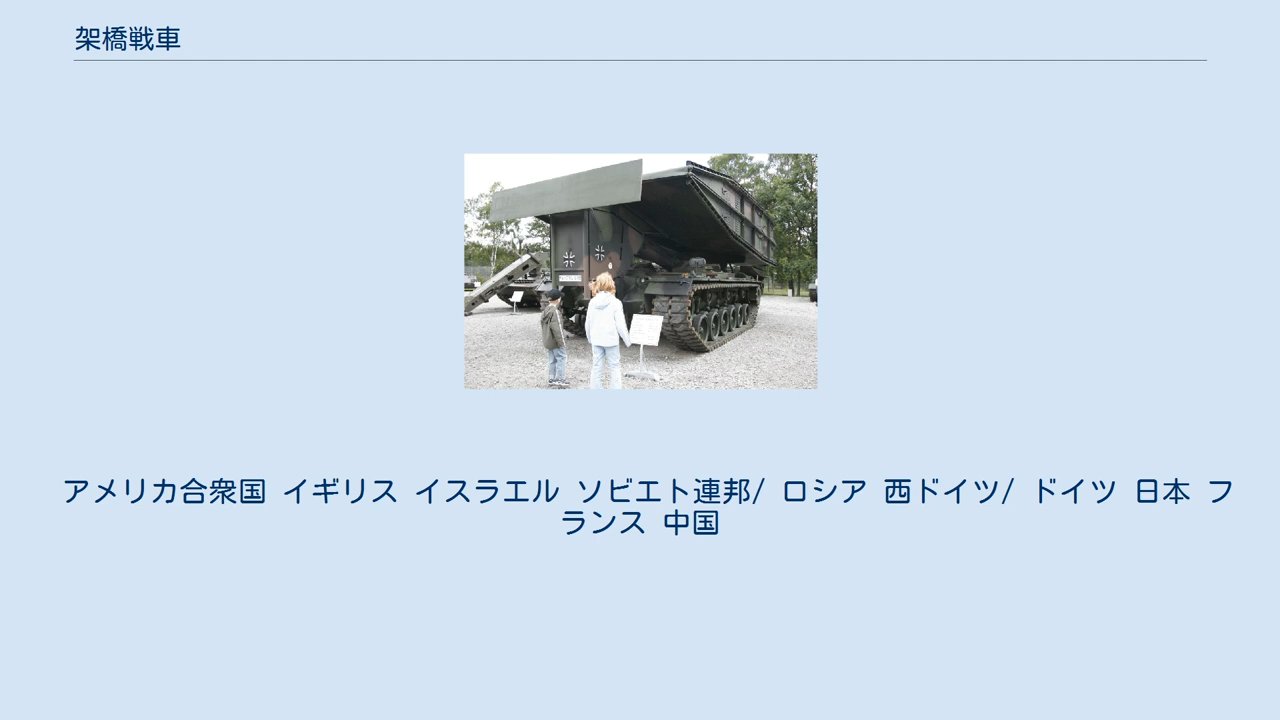 架橋戦車
アメリカ合衆国 イギリス イスラエル ソビエト連邦/ ロシア 西ドイツ/ ドイツ 日本 フ
ランス 中国